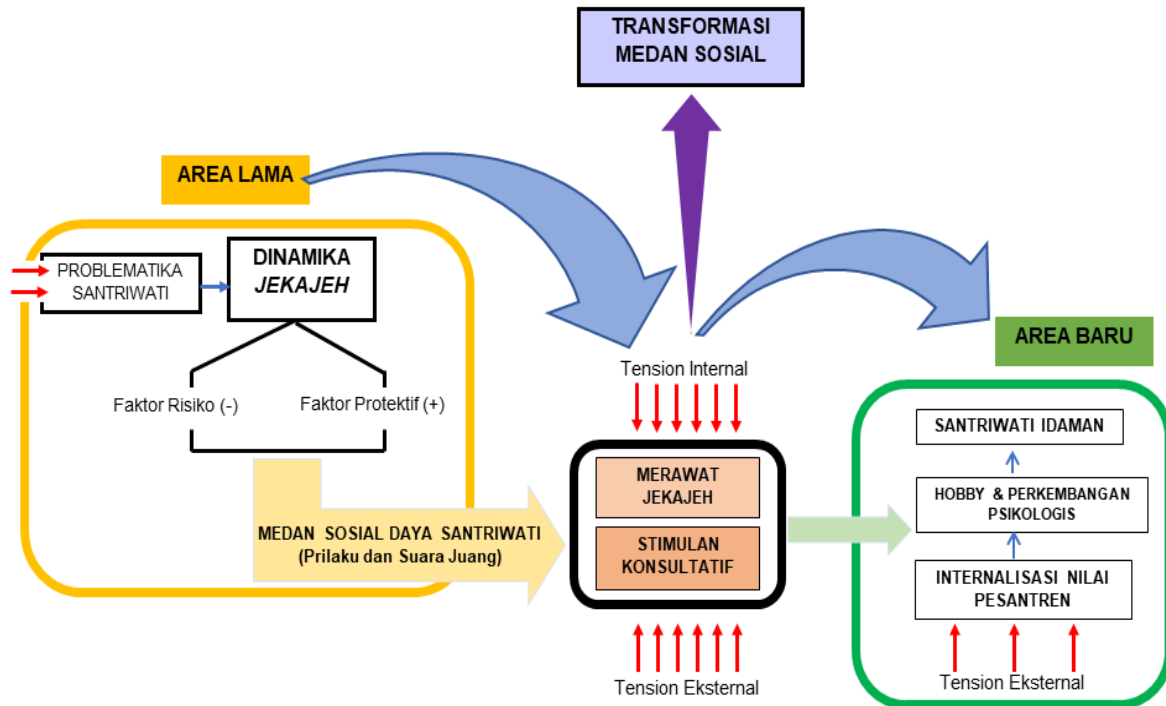 TRANSFORMASI
MEDAN SOSIAL
AREA LAMA
PROBLEMATIKA
SANTRIWATI
DINAMIKA
JEKAJEH
Faktor Risiko (-)
Faktor Protektif (+)
MEDAN SOSIAL DAYA SANTRIWATI
(Prilaku dan Suara Juang)
Tension Internal
MERAWAT
JEKAJEH
STIMULAN
KONSULTATIF
Tension Eksternal
AREA BARU
SANTRIWATI IDAMAN
HOBBY & PERKEMBANGAN
PSIKOLOGIS
INTERNALISASI NILAI
PESANTREN
Tension Eksternal